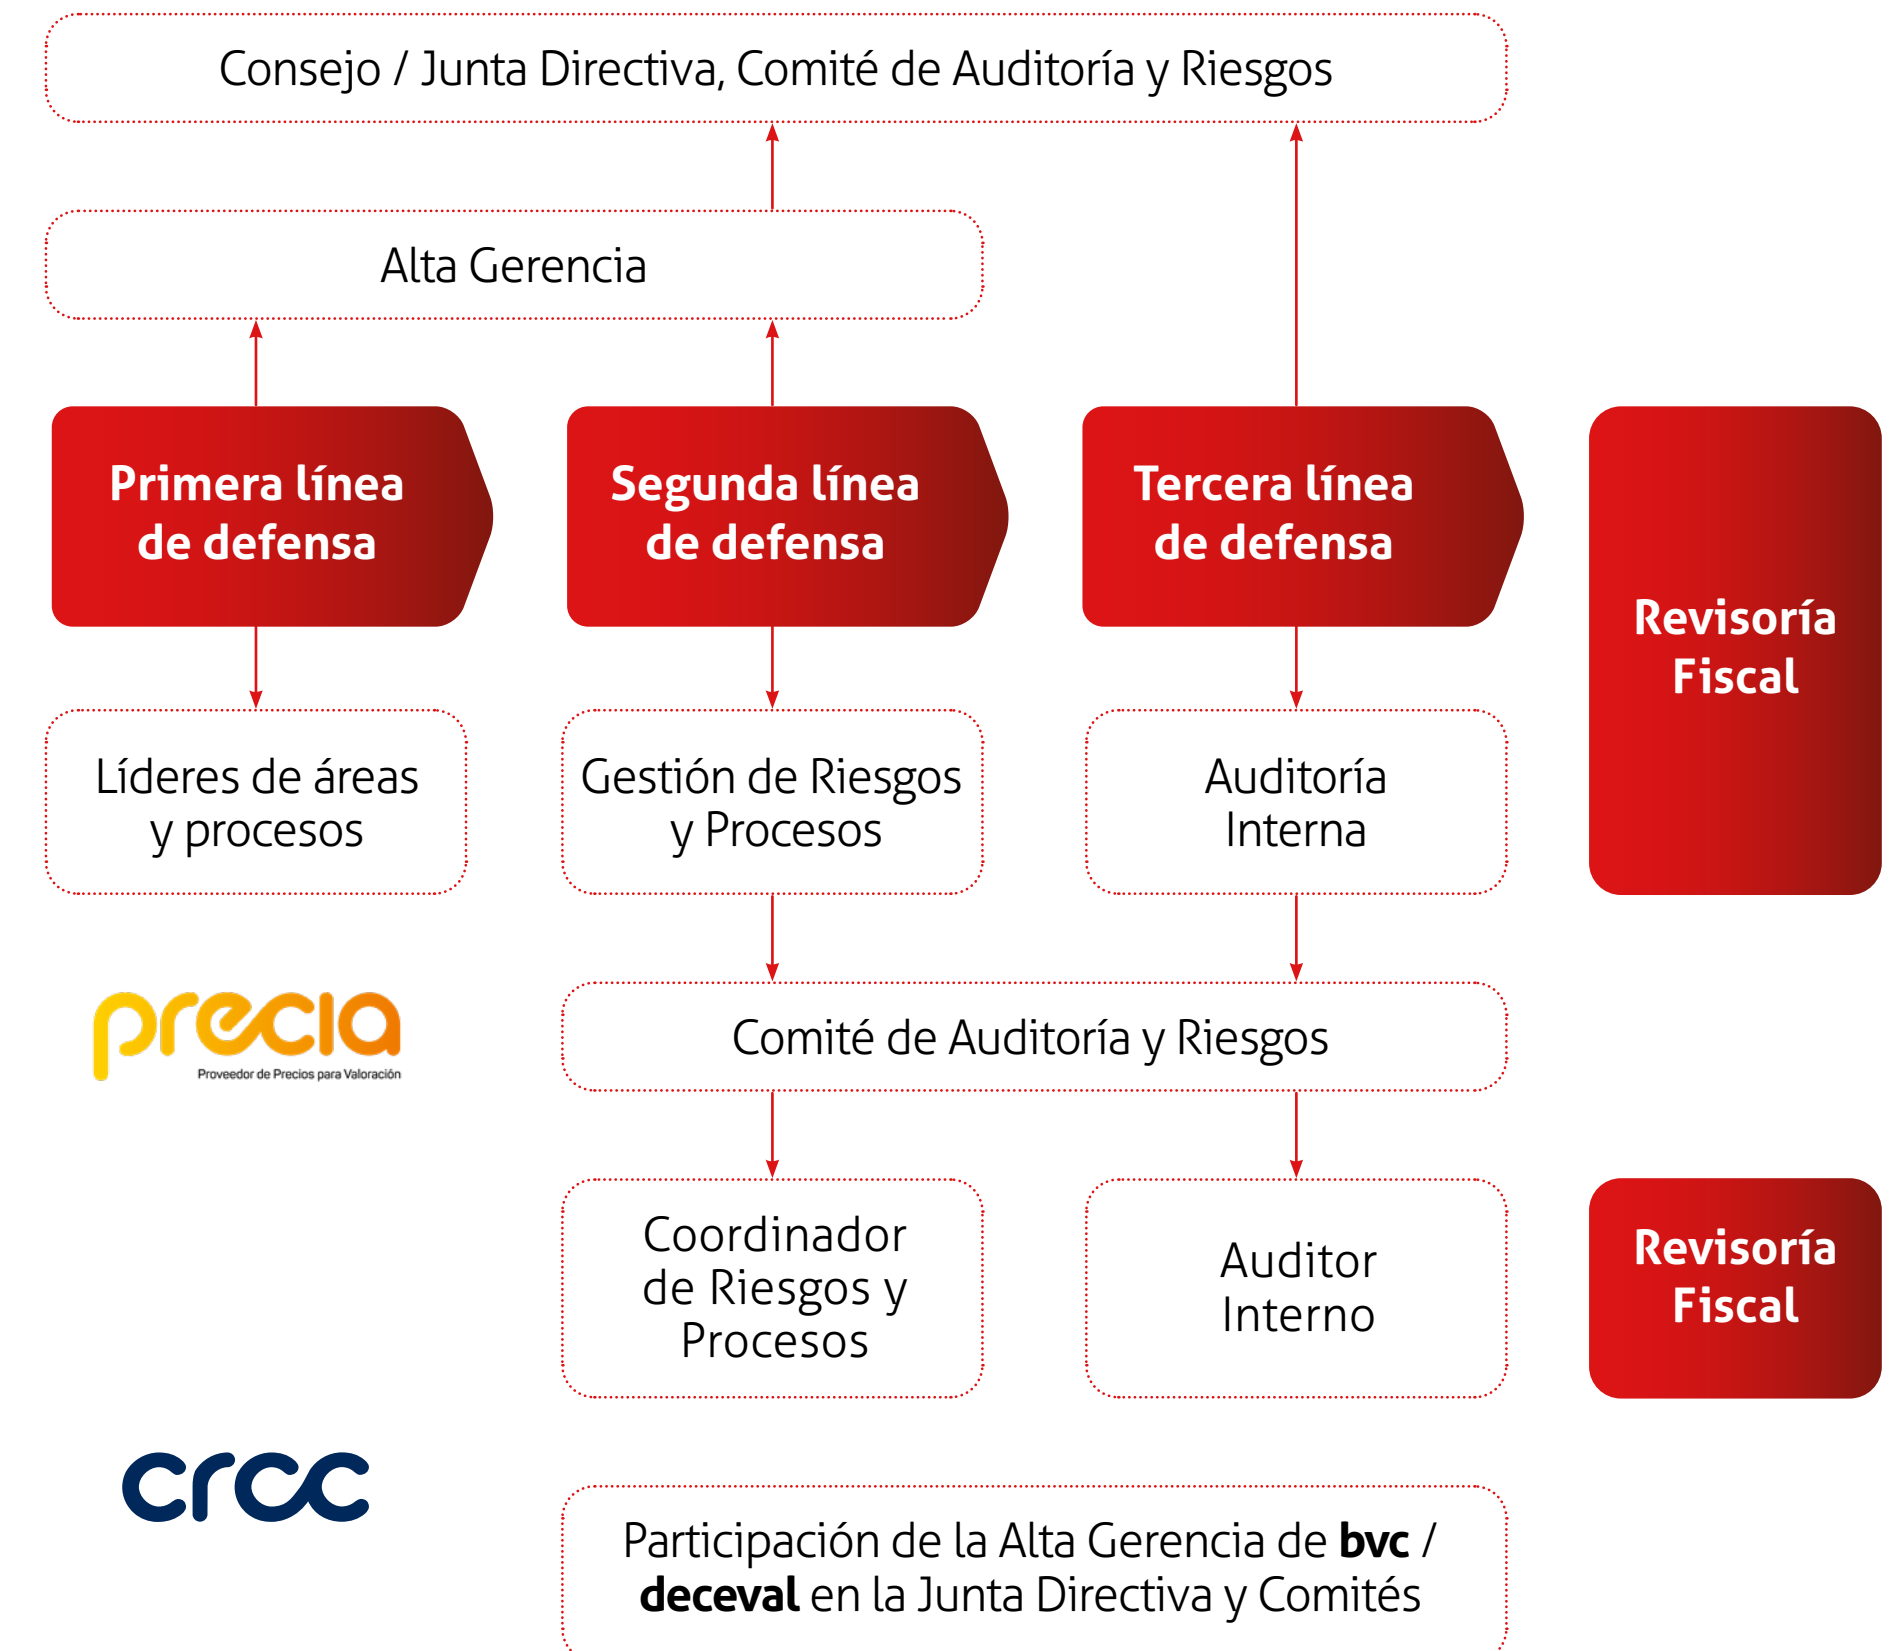 Consejo / Junta Directiva, Comité de Auditoría y Riesgos
Alta Gerencia
Primera línea
de defensa
Segunda línea
de defensa
Tercera línea
de defensa
Revisoría
Fiscal
Líderes de áreas
y procesos
Gestión de Riesgos
y Procesos
Auditoría
Interna
precia
Proveedor de Precios para Valoración
Comité de Auditoría y Riesgos
Coordinador
de Riesgos y
Procesos
Auditor
Interno
Revisoría
Fiscal
crcc
Participación de la Alta Gerencia de bvc /
deceval en la Junta Directiva y Comités